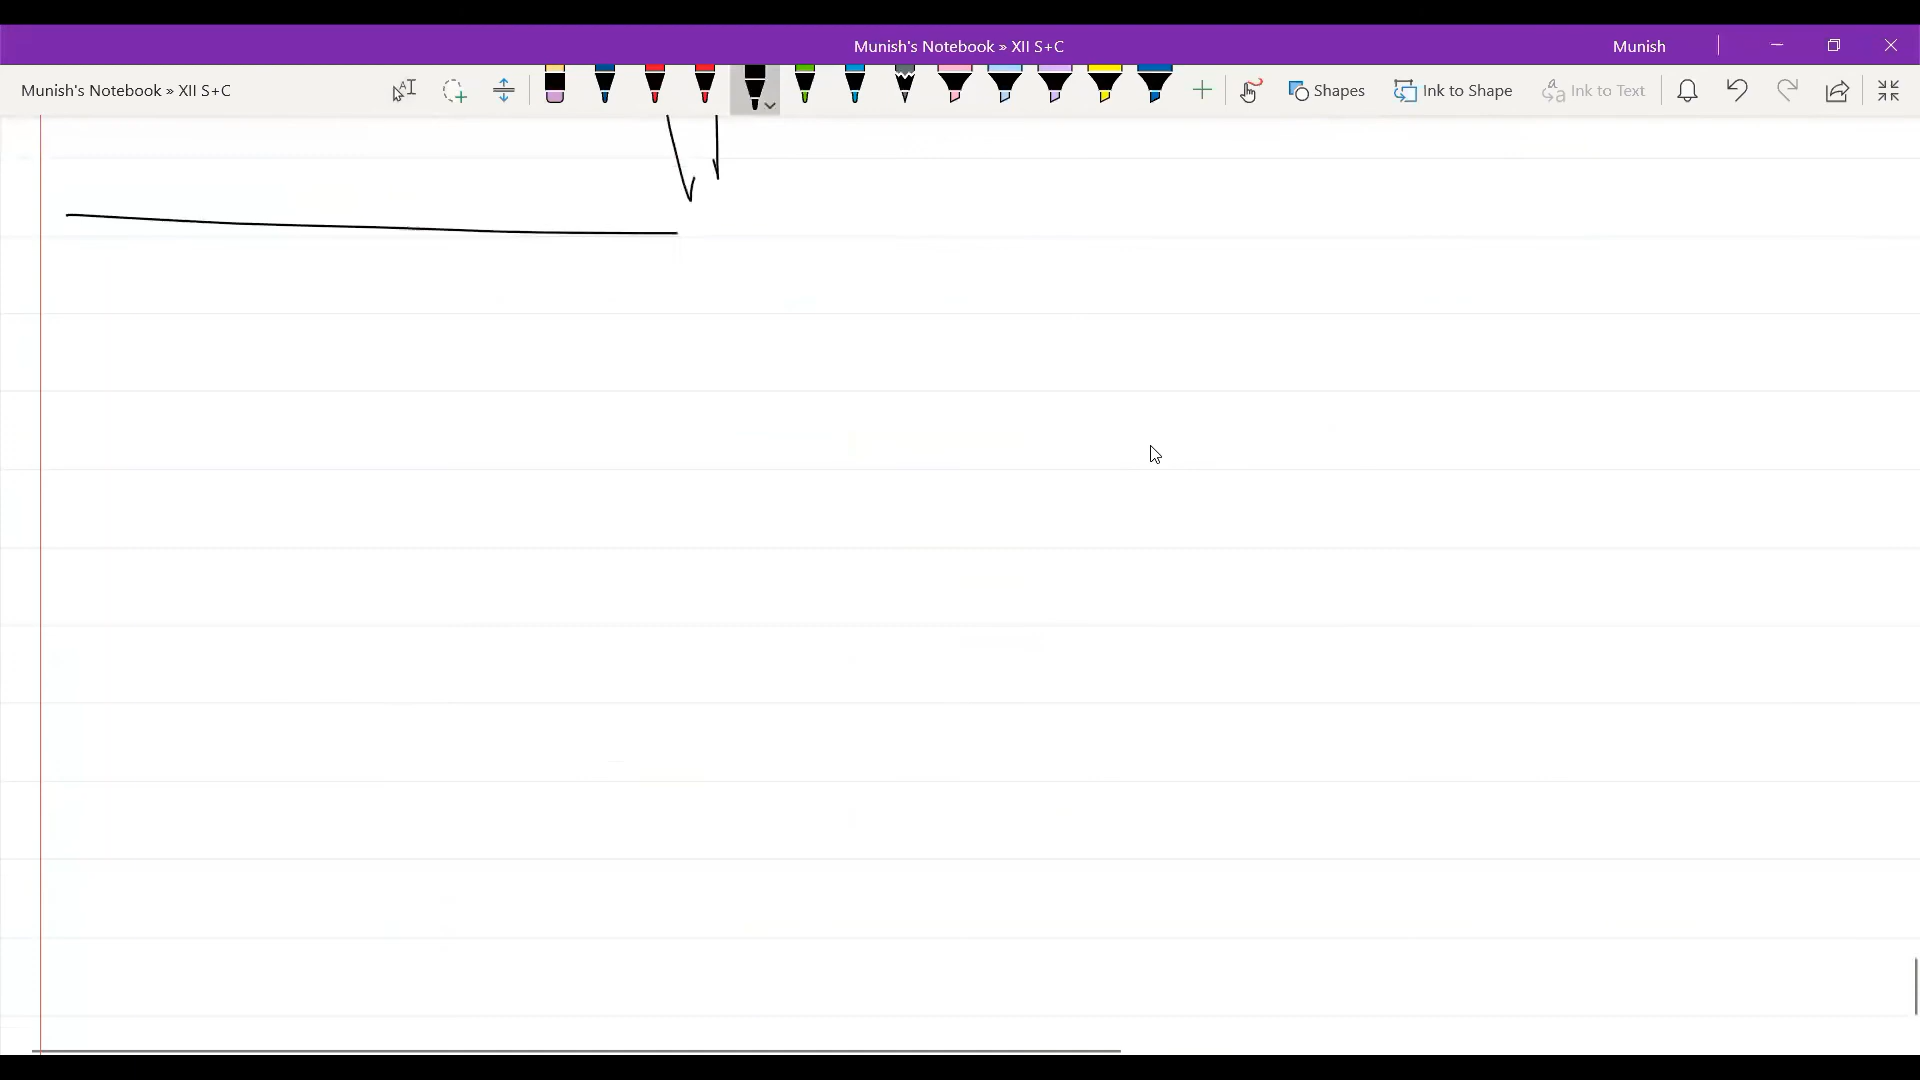 Munish's Notebook » XII S+C
Munish
Munish's Notebook » XII S+C
Shapes
Ink to Shape
Ink to Text